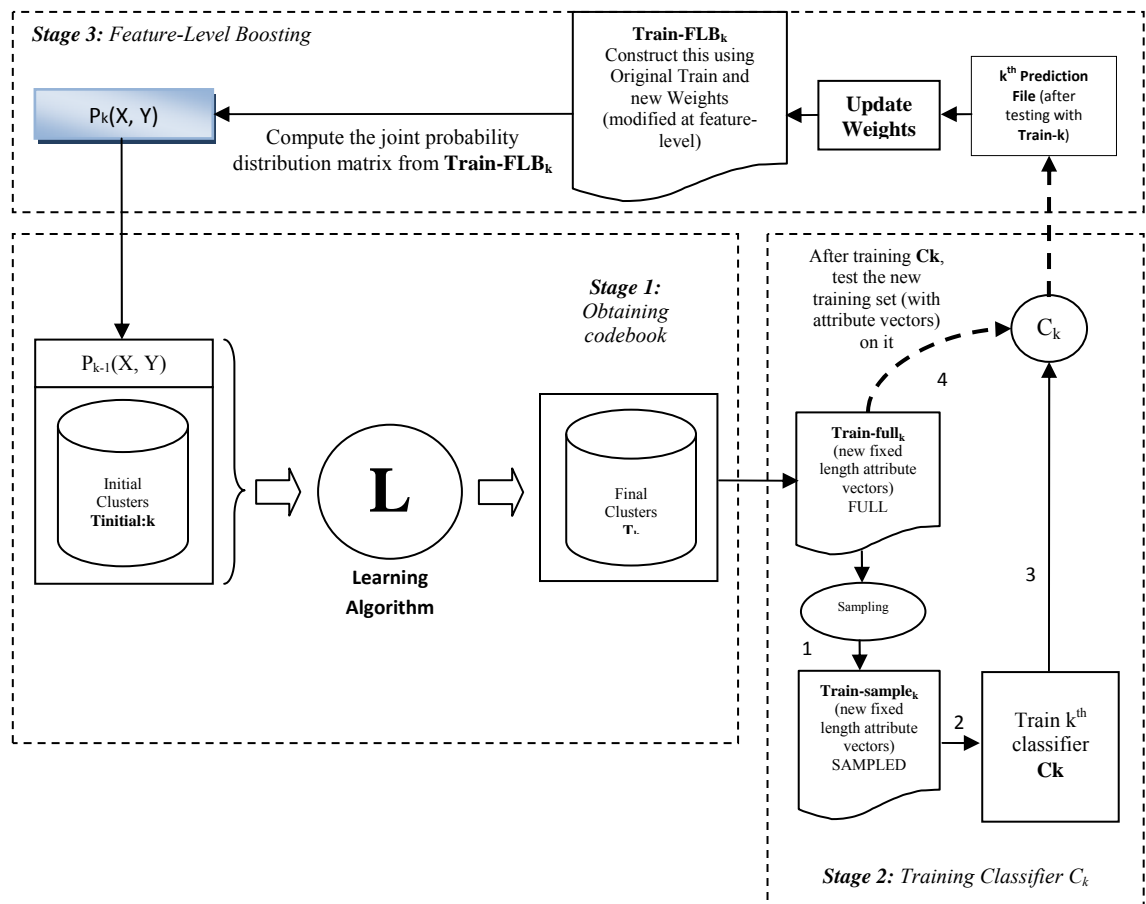 Stage 3: Feature-Level Boosting
Train-FLBk
Construct this using
Original Train and
new Weights
(modified at feature-
level)
kth Prediction
File (after
testing with
Train-k)
Update
Weights
Pk(X, Y)
Compute the joint probability
distribution matrix from Train-FLBk
Stage 1:
Obtaining
codebook
Pk-1(X, Y)
Initial
Clusters
Tinitial:k
L
Learning
Algorithm
Final
Clusters
After training Ck,
test the new
training set (with
attribute vectors)
on it
Ck
4
Train-fullk
(new fixed
length attribute
vectors)
FULL
3
Sampling
1
Train-samplek
(new fixed
length attribute
vectors)
SAMPLED
2
Train kth
classifier
Ck
Stage 2: Training Classifier Ck